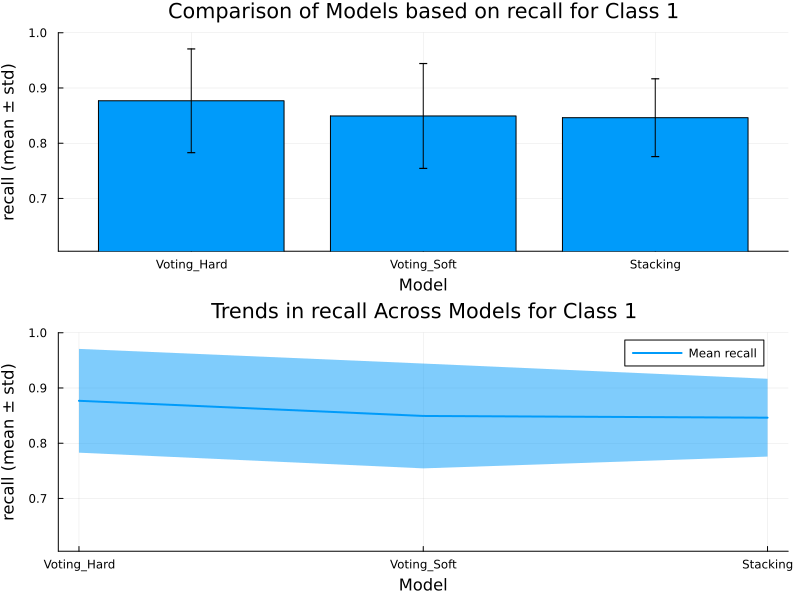 Comparison of Models based on recall for Class 1
recall (mean ± std)
1.0
0.9
0.8
0.7
Voting_Hard
Voting_Soft
Stacking
Model
Trends in recall Across Models for Class 1
recall (mean ± std)
1.0
0.9
0.8
0.7
Mean recall
Voting_Hard
Voting_Soft
Stacking
Model